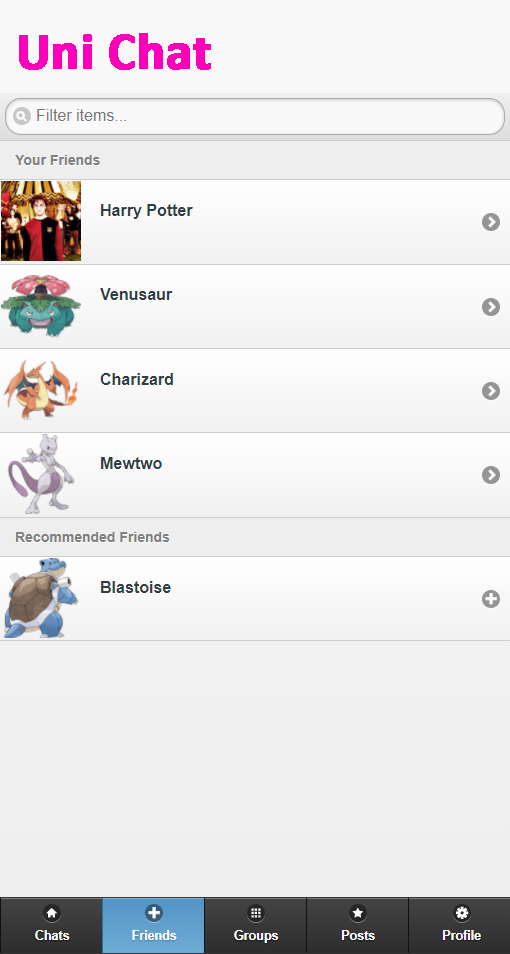 Uni Chat
Filter items...
Your Friends
Harry Potter
Venusaur
Charizard
Mewtwo
Recommended Friends
Blastoise
Chats
Friends
Groups
Posts
Profile